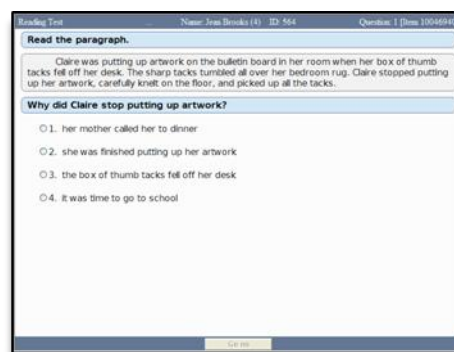 Reading Test ... Name: Jean Brooks (4) ID: 564 Question: 1 [Item 1004694]
Read the paragraph.
Claire was putting up artwork on the bulletin board in her room when her box of thumb
tacks fell off her desk. The sharp tacks tumbled all over her bedroom rug. Claire stopped putting
up her artwork, carefully knelt on the floor, and picked up all the tacks.
Why did Claire stop putting up artwork?
1. her mother called her to dinner
2. she was finished putting up her artwork
3. the box of thumb tacks fell off her desk
4. it was time to go to school
Go on